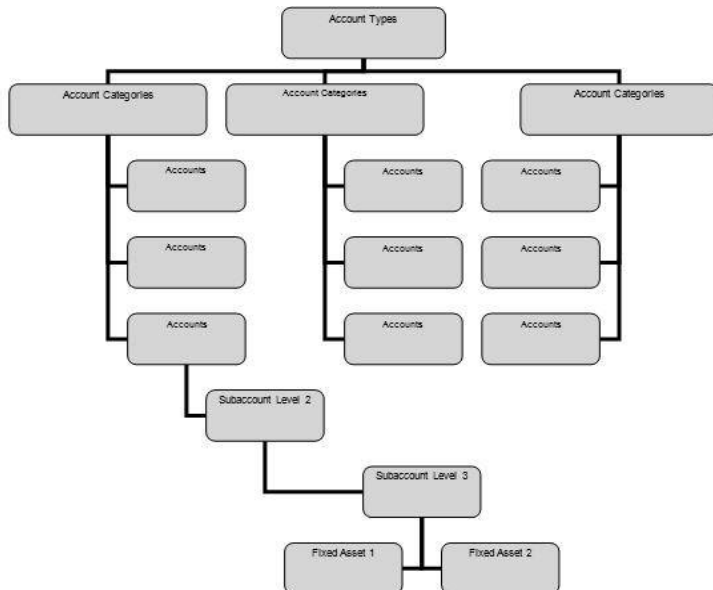 Account Types
Account Categories
Account Categories
Account Categories
Accounts
Accounts
Accounts
Accounts
Accounts
Accounts
Accounts
Accounts
Accounts
Subaccount Level 2
Subaccount Level 3
Fixed Asset 1
Fixed Asset 2